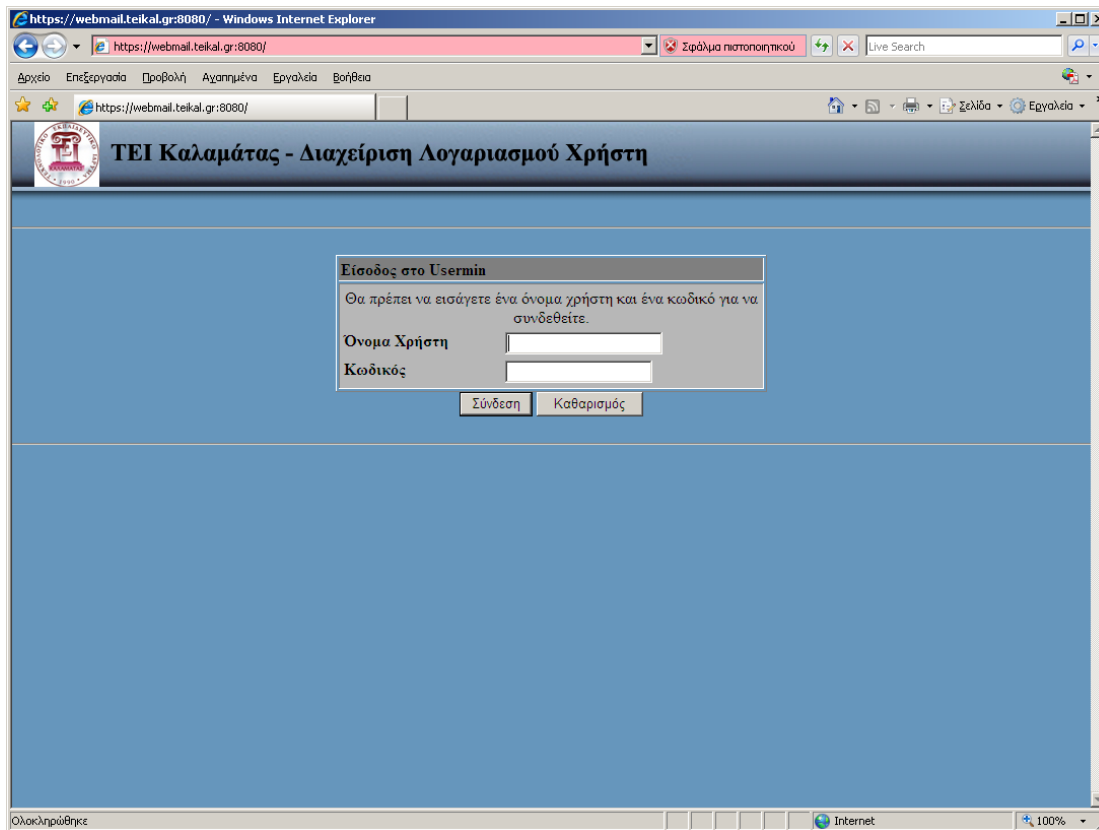 https://webmail.teikal.gr:8080/ - Windows Internet Explorer
https://webmail.teikal.gr:8080/ Σφάλμα πιστοποιητικού Live Search
Αρχείο Επεξεργασία Προβολή Αγαπημένα Εργαλεία Βοήθεια
https://webmail.teikal.gr:8080/ Σελίδα Εργαλεία
ΤΕΙ Καλαμάτας - Διαχείριση Λογαριασμού Χρήστη
Είσοδος στο Usermin
Θα πρέπει να εισάγετε ένα όνομα χρήστη και ένα κωδικό για να
συνδεθείτε.
Όνομα Χρήστη
Κωδικός
Σύνδεση Καθαρισμός
Ολοκληρώθηκε Internet 100%